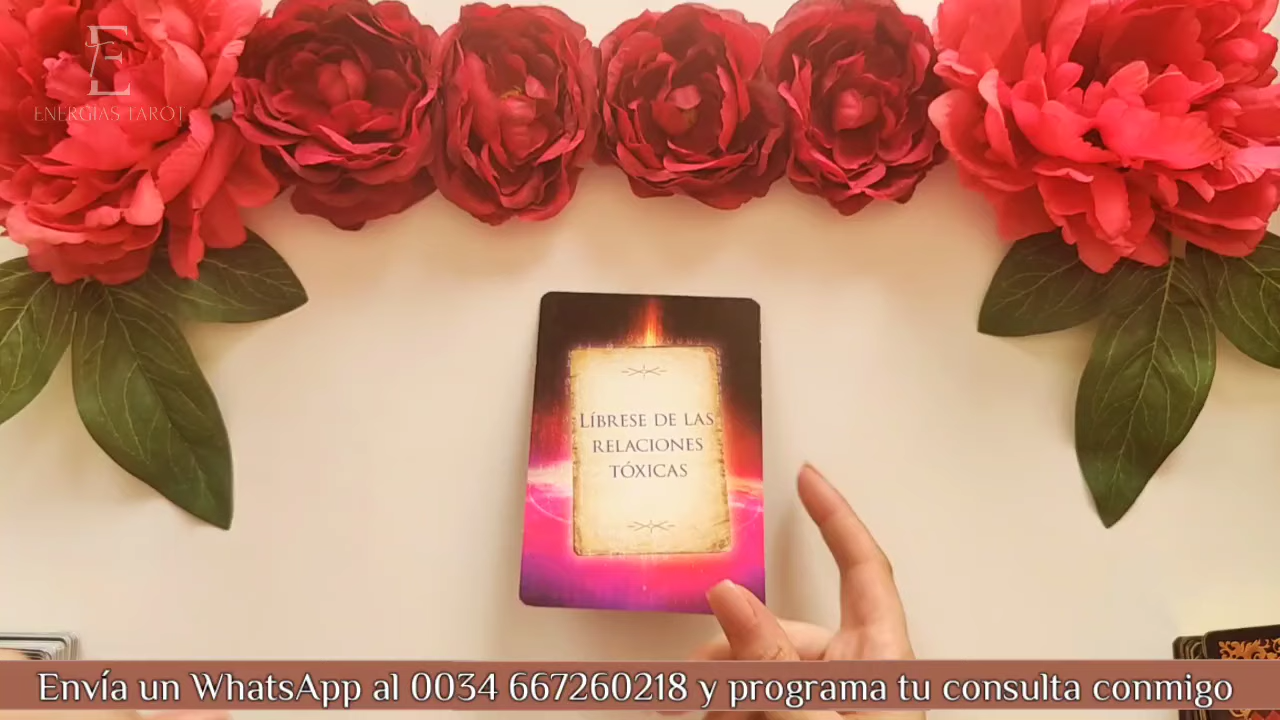 E
ENERGÍAS TAROT
LÍBRESE DE LAS
RELACIONES
TÓXICAS
Envía un WhatsApp al 0034 667260218 y programa tu consulta conmigo